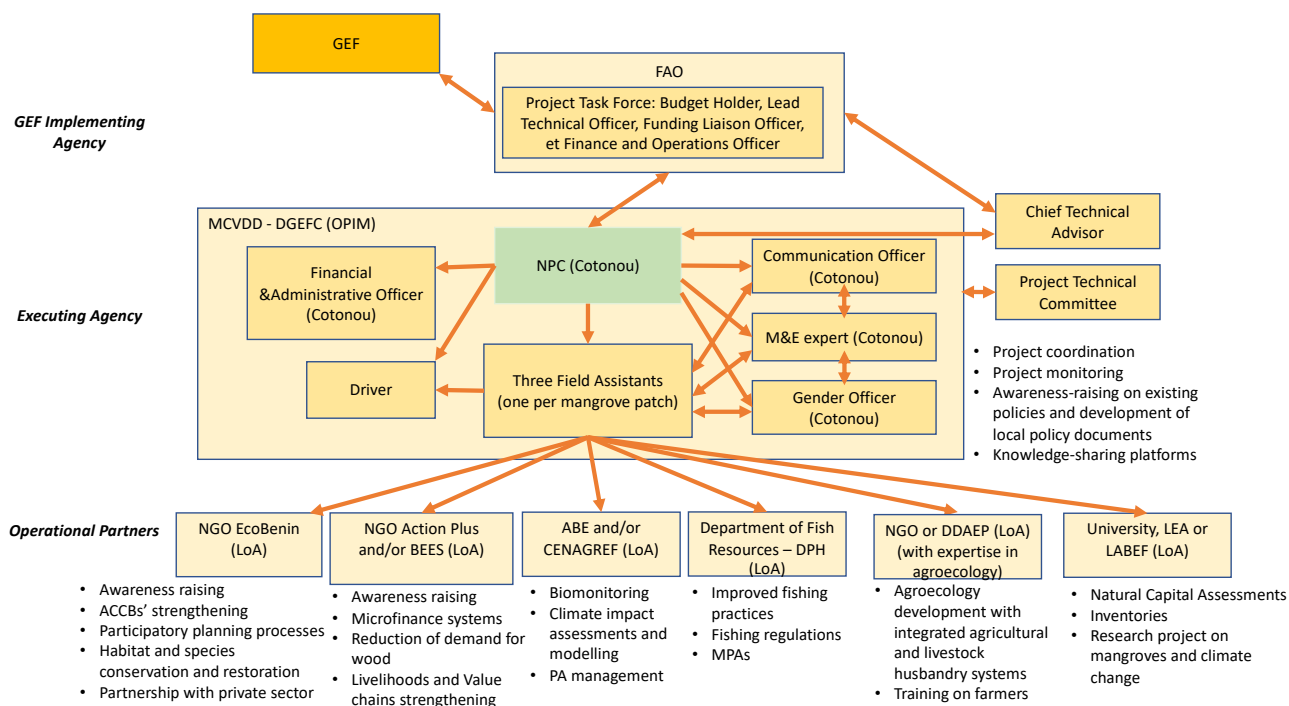 GEF
FAO
Project Task Force: Budget Holder, Lead
Technical Officer, Funding Liaison Officer,
et Finance and Operations Officer
GEF Implementing
Agency
MCVDD - DGEFC (OPIM)
NPC (Cotonou)
Financial
&Administrative Officer
(Cotonou)
Communication Officer
(Cotonou)
Chief Technical
Advisor
Project Technical
Committee
Executing Agency
M&E expert (Cotonou)
Driver
Three Field Assistants
(one per mangrove patch)
Gender Officer
(Cotonou)
• Project coordination
• Project monitoring
• Awareness-raising on existing
policies and development of
local policy documents
• Knowledge-sharing platforms
Operational Partners
NGO EcoBenin
(LoA)
• Awareness raising
• ACCBs' strengthening
• Participatory planning processes
• Habitat and species
conservation and restoration
• Partnership with private sector
NGO Action Plus
and/or BEES (LoA)
• Awareness raising
• Microfinance systems
• Reduction of demand for
wood
• Livelihoods and Value
chains strengthening
ABE and/or
CENAGREF (LoA)
• Biomonitoring
• Climate impact
assessments and
modelling
• PA management
Department of Fish
Resources – DPH
(LoA)
• Improved fishing
practices
• Fishing regulations
• MPAs
NGO or DDAEP (LoA)
(with expertise in
agroecology)
• Agroecology
development with
integrated agricultural
and livestock
husbandry systems
• Training on farmers
University, LEA or
LABEF (LoA)
• Natural Capital Assessments
• Inventories
• Research project on
mangroves and climate
change